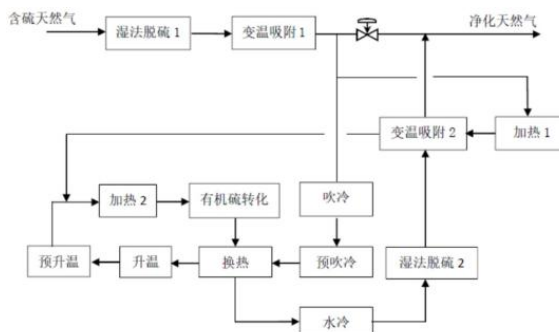 含硫天然气
湿法脱硫 1
变温吸附 1
净化天然气
变温吸附 2
加热 1
加热 2
有机硫转化
吹冷
预升温
升温
换热
预吹冷
湿法脱硫 2
水冷